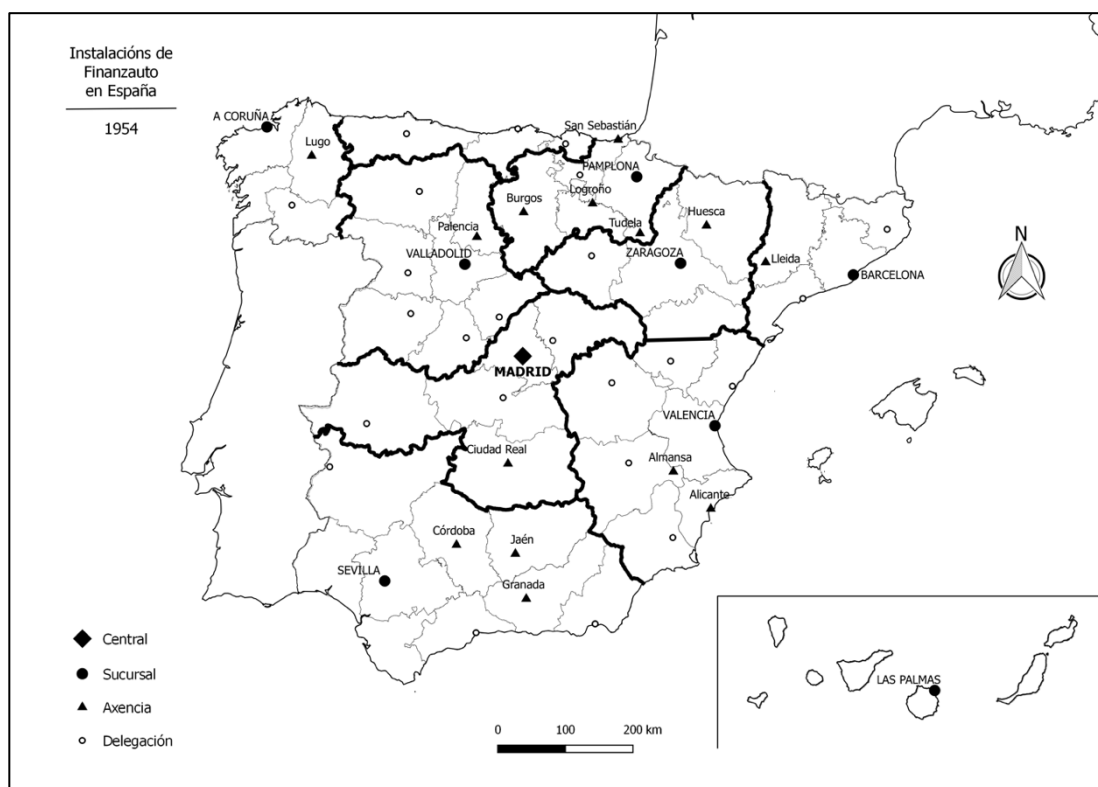 Instalacións de
Finanzauto
en España
1954
A CORUÑA
Lugo
San Sebastián
PAMPLONA
Burgos
Logroño
Tudela
Huesca
Palencia
VALLADOLID
ZARAGOZA
Lleida
BARCELONA
N
MADRID
VALENCIA
Ciudad Real
Almansa
Alicante
Córdoba
Jaén
SEVILLA
Granada
Central
Sucursal
Axencia
Delegación
0 100 200 km
LAS PALMAS